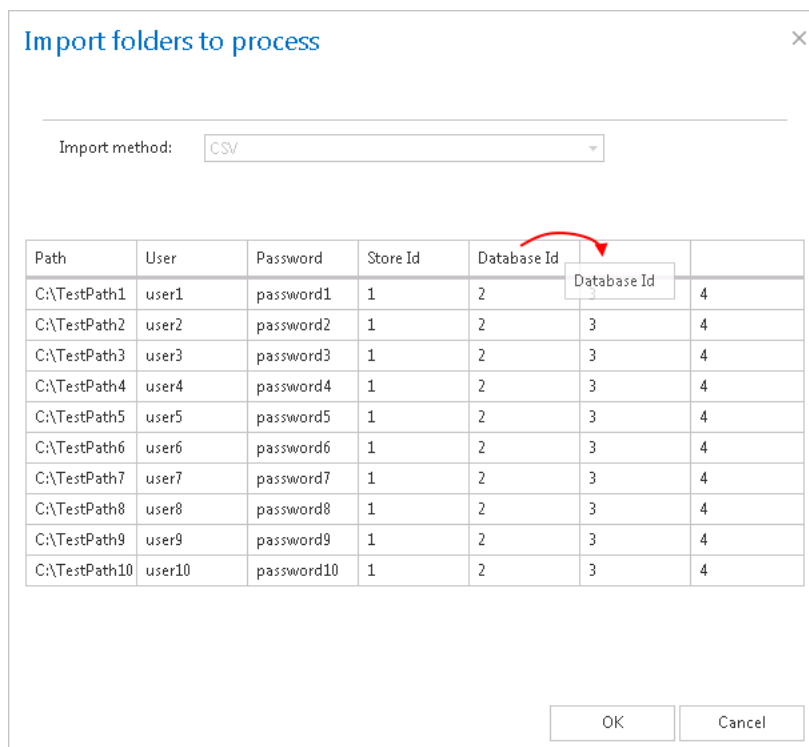 Import folders to process
Import method: CSV
Path User Password Store Id Database Id
Database Id
C:\TestPath1 user1 password1 1 2 3 4
C:\TestPath2 user2 password2 1 2 3 4
C:\TestPath3 user3 password3 1 2 3 4
C:\TestPath4 user4 password4 1 2 3 4
C:\TestPath5 user5 password5 1 2 3 4
C:\TestPath6 user6 password6 1 2 3 4
C:\TestPath7 user7 password7 1 2 3 4
C:\TestPath8 user8 password8 1 2 3 4
C:\TestPath9 user9 password9 1 2 3 4
C:\TestPath10 user10 password10 1 2 3 4
OK Cancel